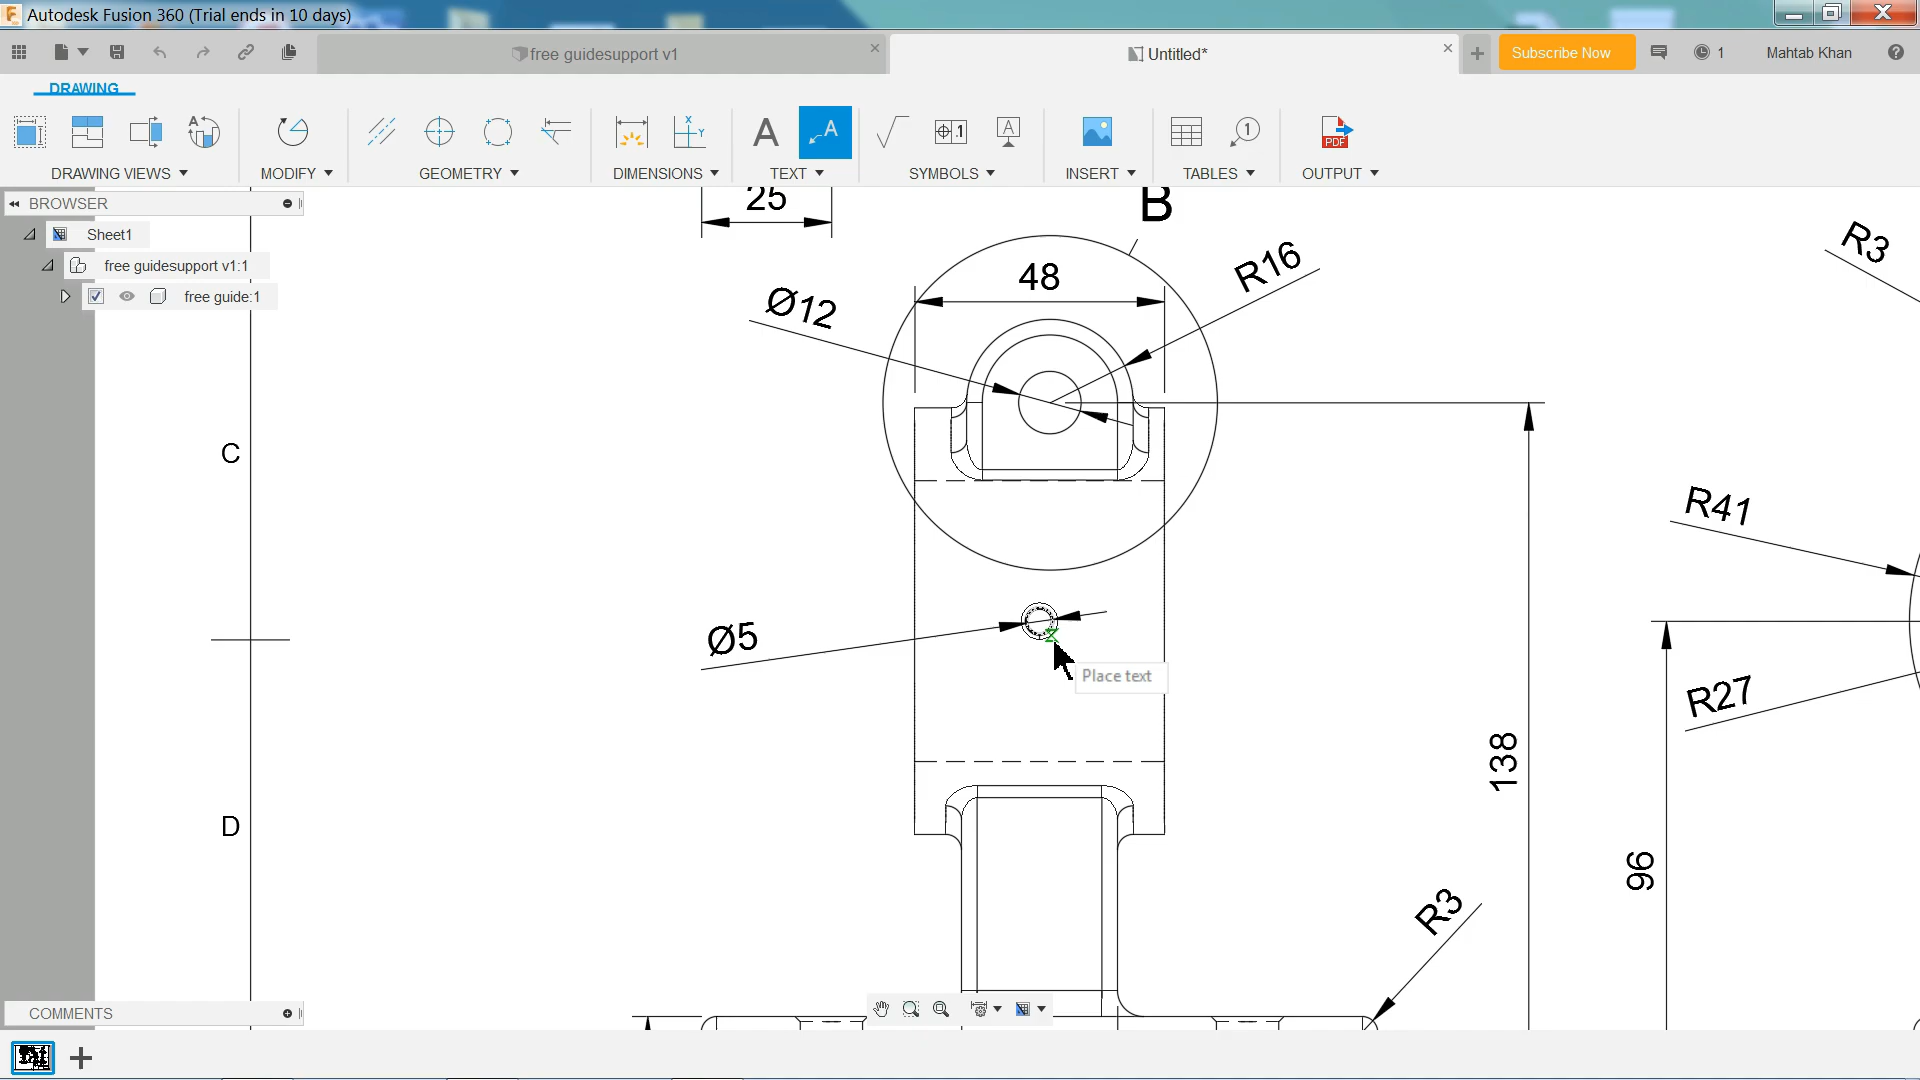 Autodesk Fusion 360 (Trial ends in 10 days)
free guidesupport v1
Untitled*
Subscribe Now
1
Mahtab Khan
DRAWING
DRAWING VIEWS
MODIFY
GEOMETRY
DIMENSIONS
TEXT
SYMBOLS
INSERT
TABLES
OUTPUT
BROWSER
Sheet1
free guidesupport v1:1
free guide:1
25
B
R3
R16
48
Ø12
C
R41
Ø5
Place text
R27
138
D
96
R3
COMMENTS